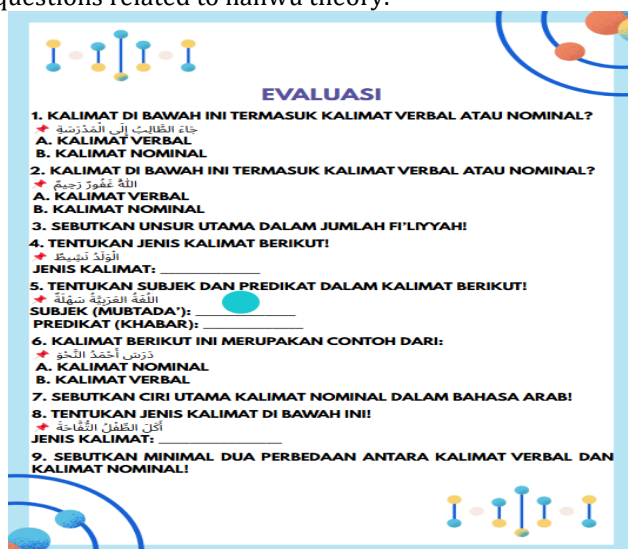 questions related to nahwu theory.
EVALUASI
1. KALIMAT DI BAWAH INI TERMASUK KALIMAT VERBAL ATAU NOMINAL?
جَاءَ الطَّالِبُ إِلَى الْمَدْرَسَةِ
A. KALIMAT VERBAL
B. KALIMAT NOMINAL
2. KALIMAT DI BAWAH INI TERMASUK KALIMAT VERBAL ATAU NOMINAL?
اللَّهُ غَفُورٌ رَحِيمٌ
A. KALIMAT VERBAL
B. KALIMAT NOMINAL
3. SEBUTKAN UNSUR UTAMA DALAM JUMLAH FI'LIYYAH!
4. TENTUKAN JENIS KALIMAT BERIKUT!
الْوَلَدُ نَشِيطٌ
JENIS KALIMAT: ______________
5. TENTUKAN SUBJEK DAN PREDIKAT DALAM KALIMAT BERIKUT!
اللُّغَةُ العَرَبِيَّةُ سَهْلَةٌ
SUBJEK (MUBTADA'): ______________
PREDIKAT (KHABAR): ______________
6. KALIMAT BERIKUT INI MERUPAKAN CONTOH DARI:
دَرَسَ أَحْمَدُ النَّحْوَ
A. KALIMAT NOMINAL
B. KALIMAT VERBAL
7. SEBUTKAN CIRI UTAMA KALIMAT NOMINAL DALAM BAHASA ARAB!
8. TENTUKAN JENIS KALIMAT DI BAWAH INI!
أَكَلَ الطِّفْلُ التُّفَّاحَةَ
JENIS KALIMAT: _________________
9. SEBUTKAN MINIMAL DUA PERBEDAAN ANTARA KALIMAT VERBAL DAN
KALIMAT NOMINAL!